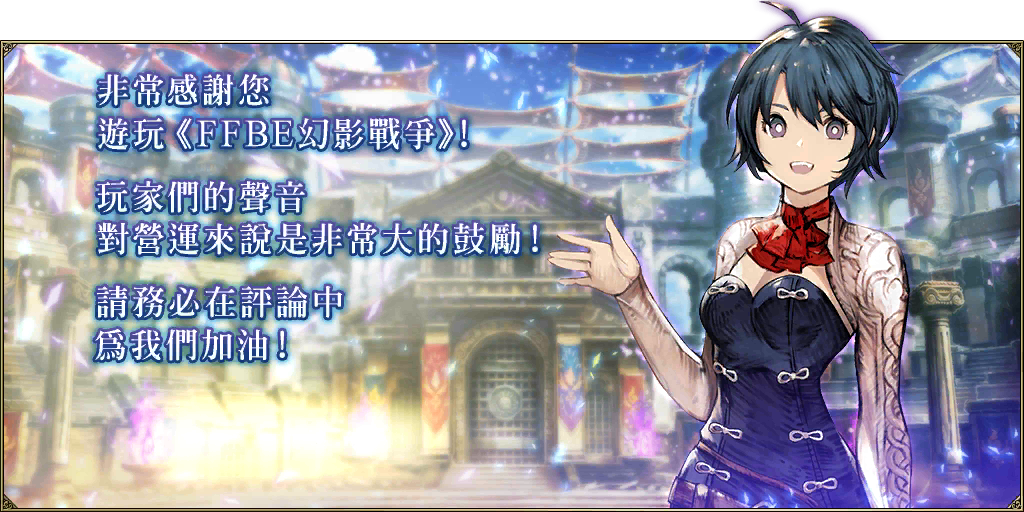 非常感謝您
遊玩《FFBE幻影戰爭》!
玩家們的聲音
對營運來說是非常大的鼓勵!
請務必在評論中
為我們加油!